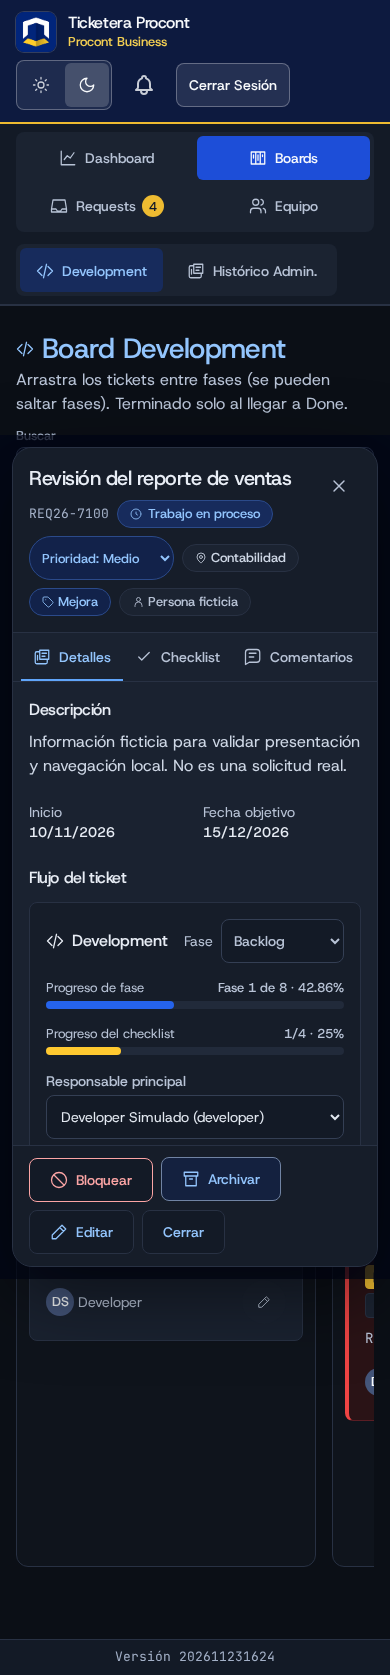 Ticketera Procont
Procont Business
Cerrar Sesión
Dashboard
Boards
Requests 4
Equipo
Development
Histórico Admin.
Board Development
Arrastra los tickets entre fases (se pueden
saltar fases). Terminado solo al llegar a Done.
Buscar
Revisión del reporte de ventas
REQ26-7100 Trabajo en proceso
Prioridad: Medio Contabilidad
Mejora Persona ficticia
Detalles Checklist Comentarios
Descripción
Información ficticia para validar presentación
y navegación local. No es una solicitud real.
Inicio Fecha objetivo
10/11/2026 15/12/2026
Flujo del ticket
Development Fase Backlog
Progreso de fase Fase 1 de 8 · 42.86%
Progreso del checklist 1/4 · 25%
Responsable principal
Developer Simulado (developer)
Bloquear Archivar
Editar Cerrar
DS Developer
Versión 202611231624